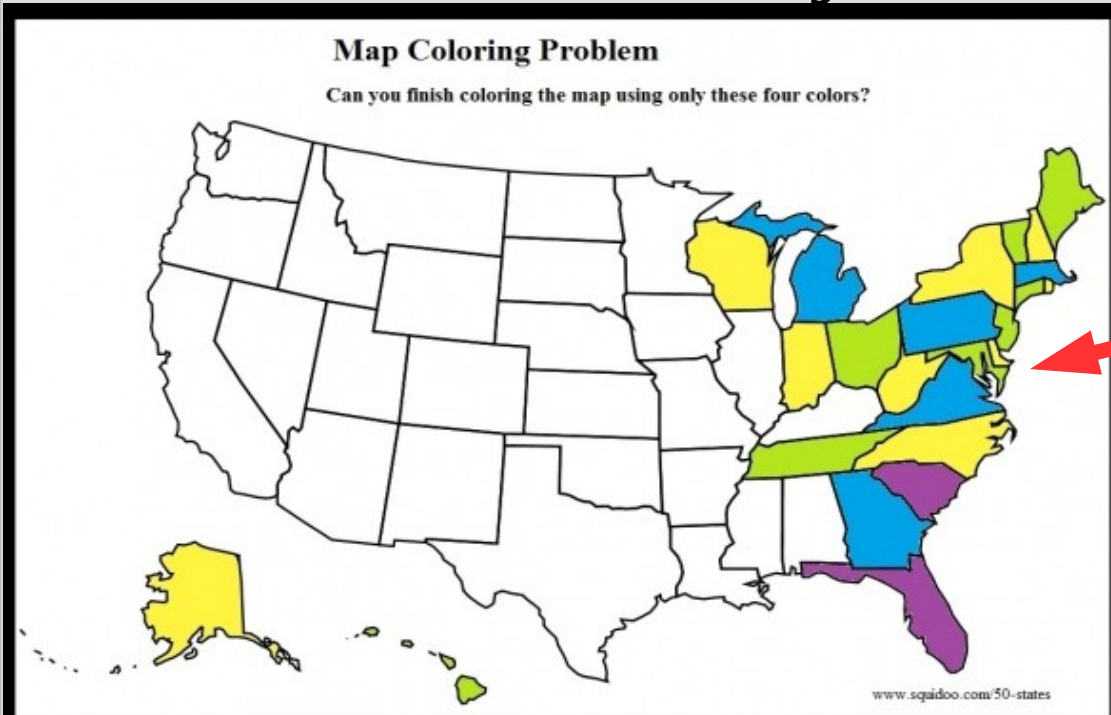 Map Coloring Problem
Can you finish coloring the map using only these four colors?
www.squidoo.com/50-states